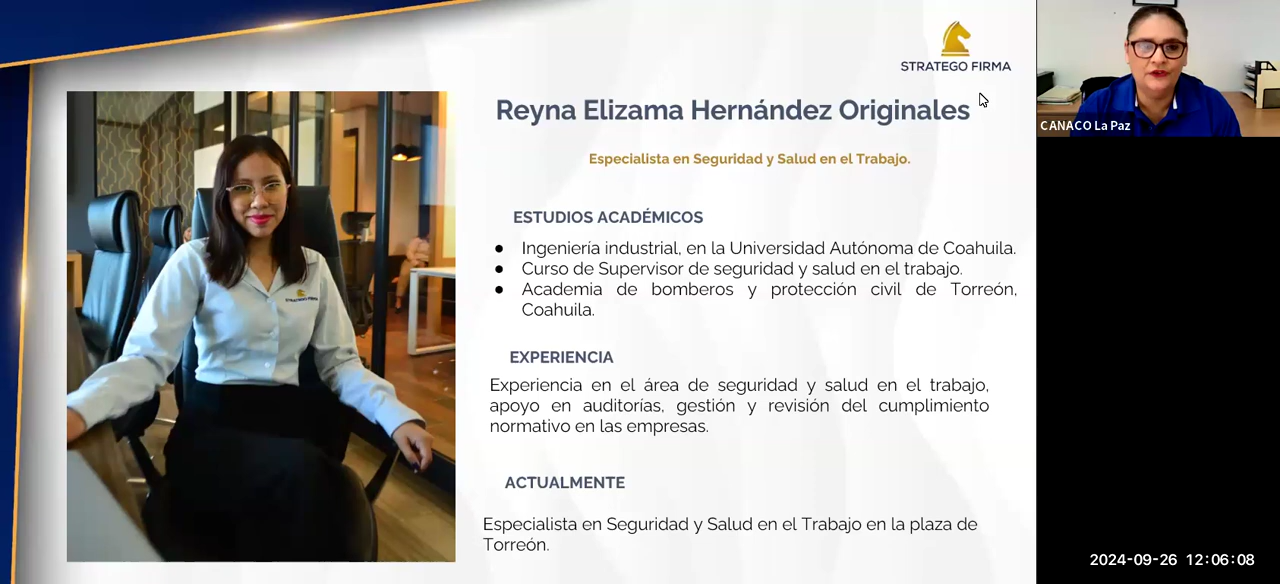 STRATEGO FIRMA
Reyna Elizama Hernández Originales
Especialista en Seguridad y Salud en el Trabajo.
ESTUDIOS ACADÉMICOS
● Ingeniería industrial, en la Universidad Autónoma de Coahuila.
● Curso de Supervisor de seguridad y salud en el trabajo.
● Academia de bomberos y protección civil de Torreón,
Coahuila.
EXPERIENCIA
Experiencia en el área de seguridad y salud en el trabajo,
apoyo en auditorías, gestión y revisión del cumplimiento
normativo en las empresas.
ACTUALMENTE
Especialista en Seguridad y Salud en el Trabajo en la plaza de
Torreón.
STRATEGO FIRMA
CANACO La Paz
2024-09-26 12:06:08